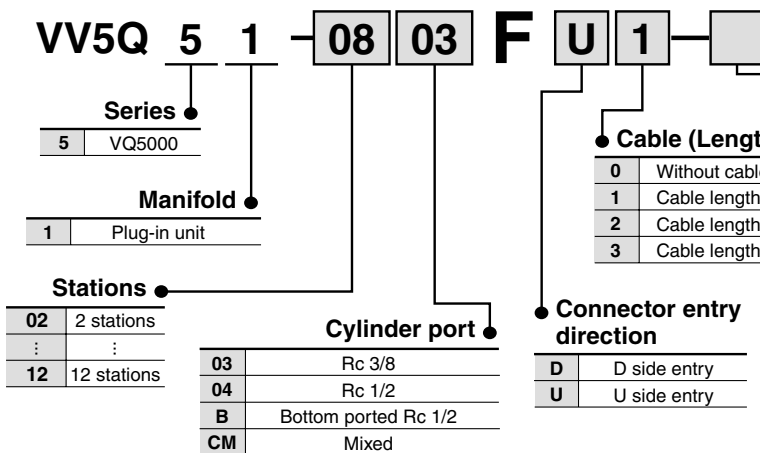 VV5Q 5 1 - 08 03 F U 1 -
Series
5 VQ5000
Manifold
1 Plug-in unit
Stations
02 2 stations
⋮ ⋮
12 12 stations
Cylinder port
03 Rc 3/8
04 Rc 1/2
B Bottom ported Rc 1/2
CM Mixed
Cable (Lengt
0 Without cabl
1 Cable length
2 Cable length
3 Cable length
Connector entry
direction
D D side entry
U U side entry